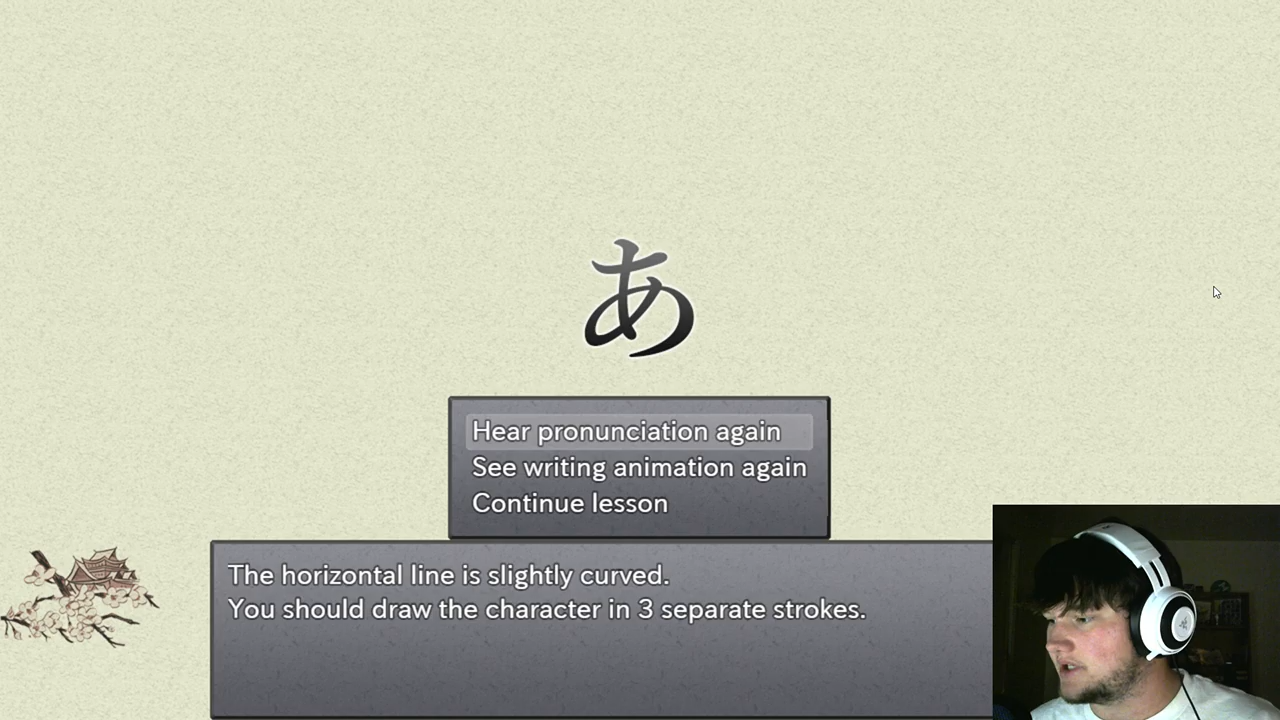 あ
Hear pronunciation again
See writing animation again
Continue lesson
The horizontal line is slightly curved.
You should draw the character in 3 separate strokes.